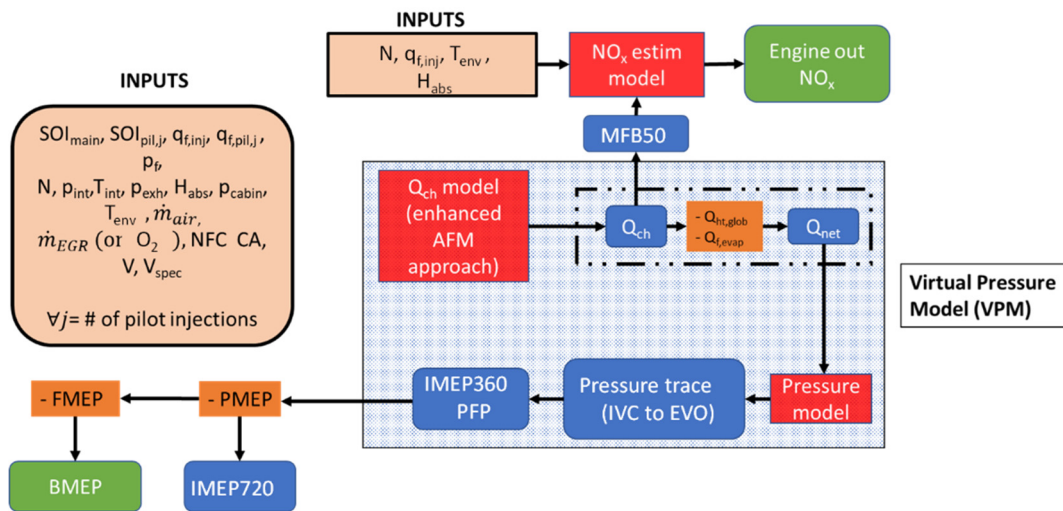 INPUTS
N, q_f,inj, T_env ,
H_abs
NO_x estim
model
Engine out
NO_x
MFB50
INPUTS
SOI_main, SOI_pil,j, q_f,inj, q_f,pil,j ,
p_f,
N, p_int,T_int, p_exh, H_abs, p_cabin,
T_env , ṁ_air,
ṁ_EGR (or O_2 ), NFC CA,
V, V_spec
∀j= # of pilot injections
Q_ch model
(enhanced
AFM
approach)
Q_ch
- Q_ht,glob
- Q_f,evap
Q_net
Virtual Pressure
Model (VPM)
Pressure
model
Pressure trace
(IVC to EVO)
IMEP360
PFP
- PMEP
- FMEP
IMEP720
BMEP